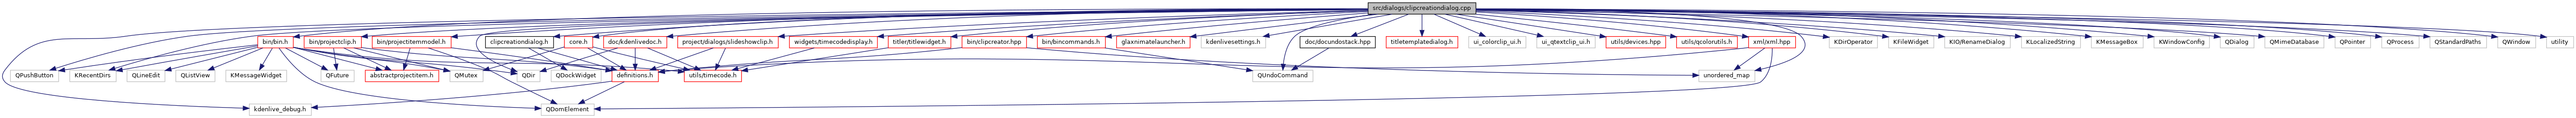 src/dialogs/clipcreationdialog.cpp
bin/bin.h
bin/projectclip.h
bin/projectitemmodel.h
clipcreationdialog.h
core.h
doc/kdenlivedoc.h
project/dialogs/slideshowclip.h
widgets/timecodedisplay.h
titler/titlewidget.h
bin/clipcreator.hpp
bin/bincommands.h
glaxnimatelauncher.h
kdenlivesettings.h
doc/docundostack.hpp
titletemplatedialog.h
ui_colorclip_ui.h
ui_qtextclip_ui.h
utils/devices.hpp
utils/qcolorutils.h
xml/xml.hpp
KDirOperator
KFileWidget
KIO/RenameDialog
KLocalizedString
KMessageBox
KWindowConfig
QDialog
QMimeDatabase
QPointer
QProcess
QStandardPaths
QWindow
utility
QPushButton
KRecentDirs
QLineEdit
QListView
KMessageWidget
QFuture
abstractprojectitem.h
QMutex
QDir
QDockWidget
definitions.h
utils/timecode.h
QUndoCommand
unordered_map
kdenlive_debug.h
QDomElement